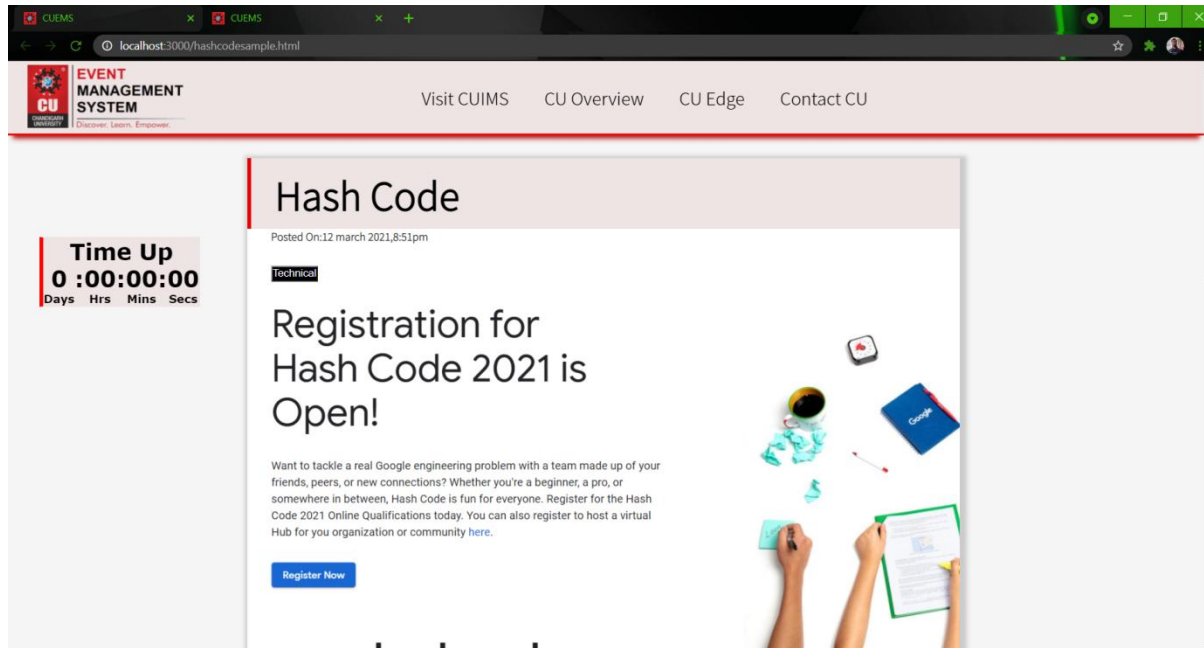 CUEMS
CUEMS
localhost:3000/hashcodesample.html
EVENT
MANAGEMENT
SYSTEM
CU
CHANDIGARH
UNIVERSITY
Discover. Learn. Empower.
Visit CUIMS CU Overview CU Edge Contact CU
Hash Code
Posted On:12 march 2021,8:51pm
Time Up
0 :00:00:00
Days Hrs Mins Secs
Technical
Registration for
Hash Code 2021 is
Open!
Google
Want to tackle a real Google engineering problem with a team made up of your
friends, peers, or new connections? Whether you're a beginner, a pro, or
somewhere in between, Hash Code is fun for everyone. Register for the Hash
Code 2021 Online Qualifications today. You can also register to host a virtual
Hub for you organization or community here.
Register Now